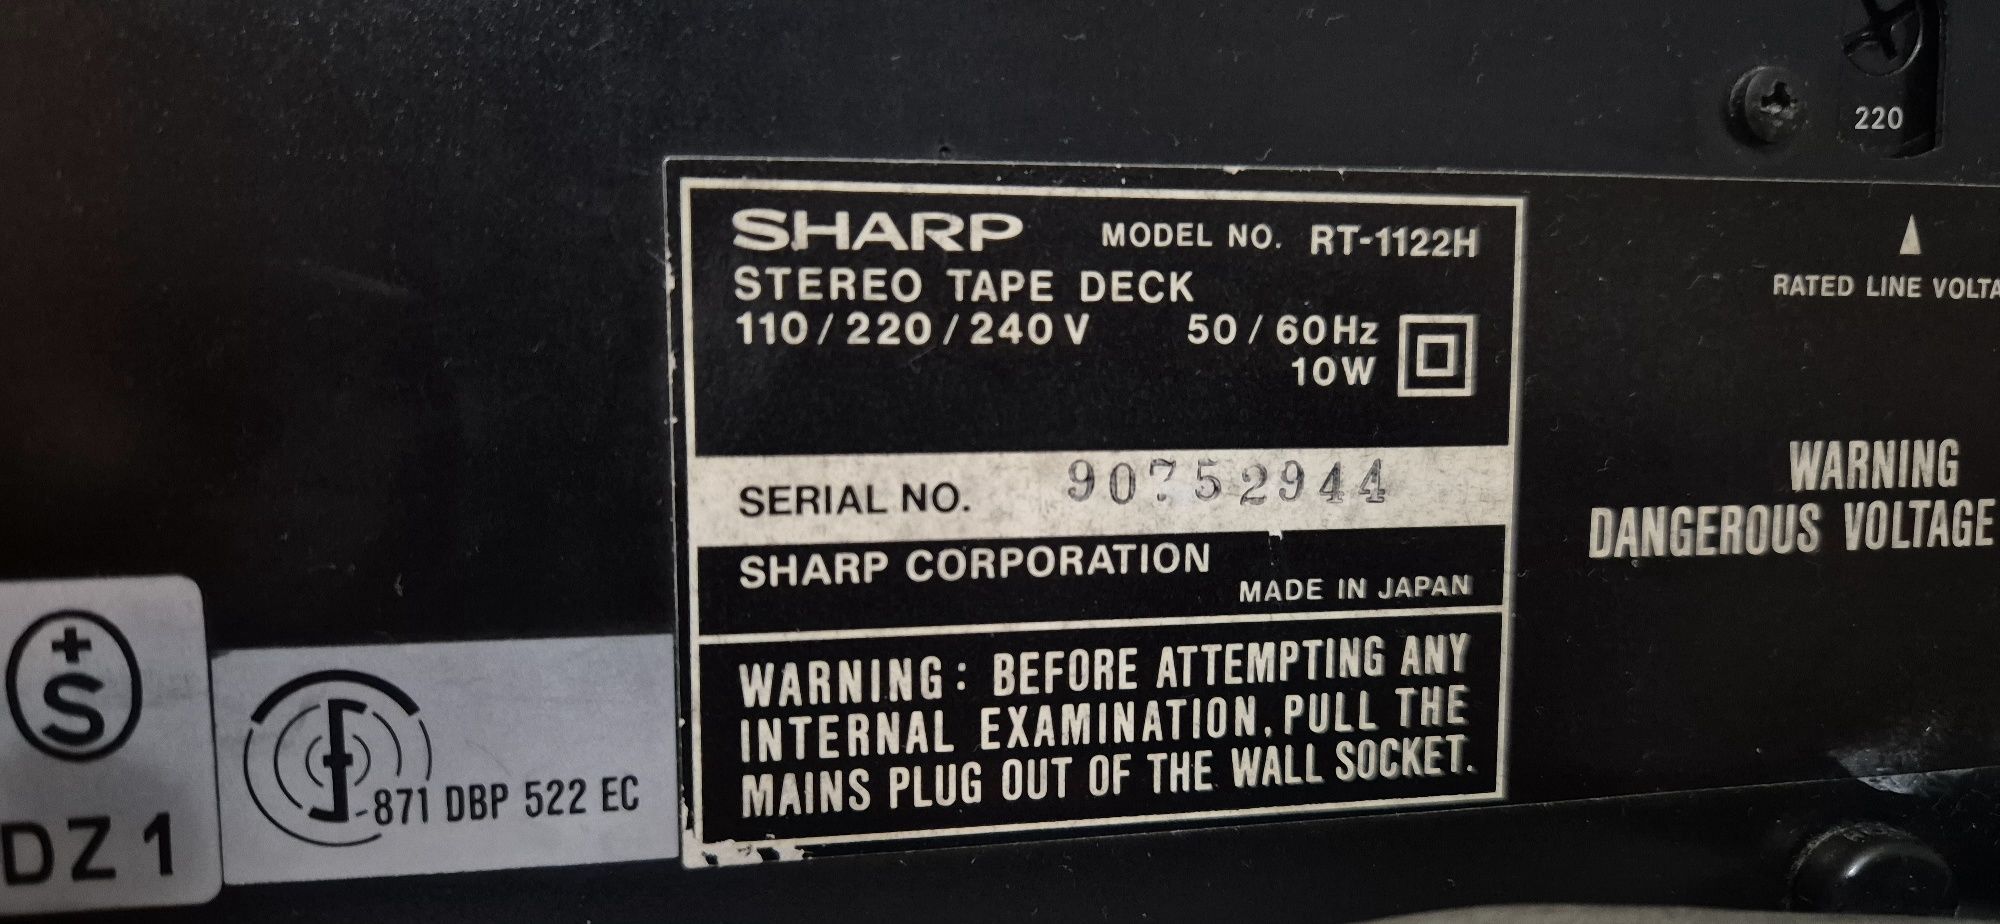 220
SHARP MODEL NO. RT-1122H
STEREO TAPE DECK
110/220/240V 50/60Hz
10W
RATED LINE VOLTA
SERIAL NO. 90752944
SHARP CORPORATION
MADE IN JAPAN
WARNING: BEFORE ATTEMPTING ANY
INTERNAL EXAMINATION, PULL THE
MAINS PLUG OUT OF THE WALL SOCKET.
WARNING
DANGEROUS VOLTAGE
+S
DZ1
-871 DBP 522 EC